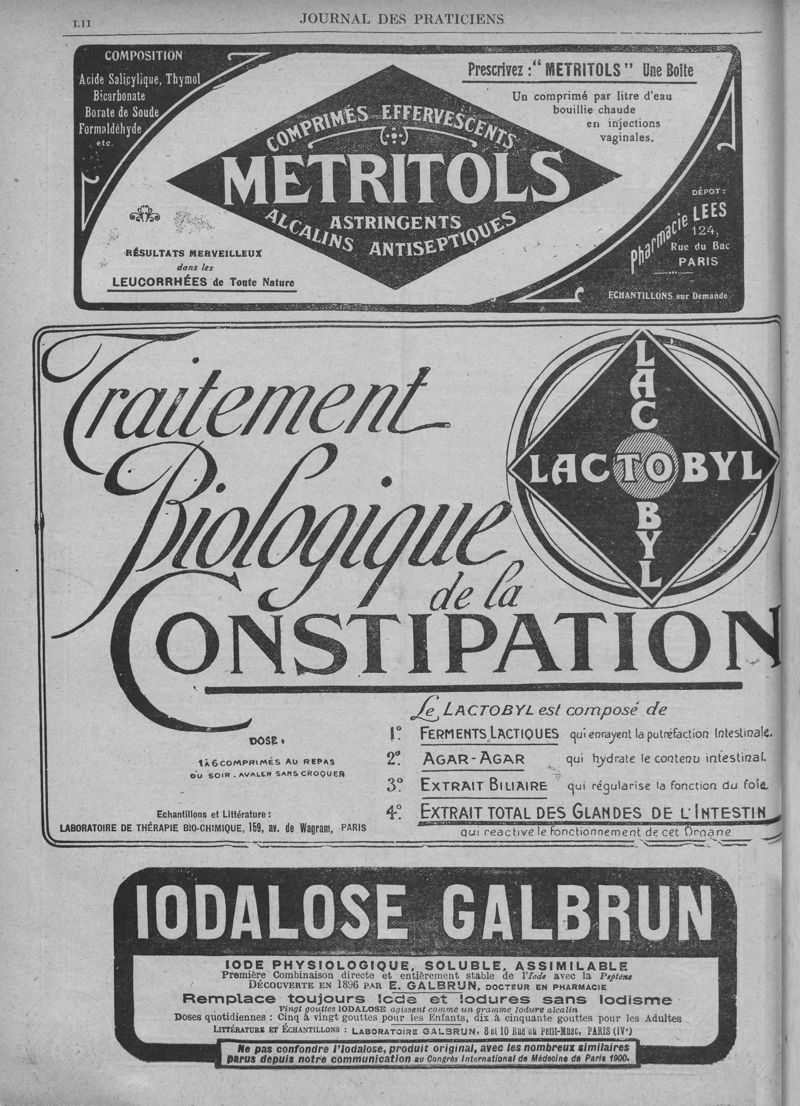 LII
JOURNAL DES PRATICIENS
COMPOSITION
Acide Salicylique, Thymol
Bicarbonate
Borate de Soude
Formaldéhyde
etc.
Prescrivez : "METRITOLS" Une Boîte
Un comprimé par litre d'eau
bouillie chaude
en injections
vaginales.
COMPRIMÉS EFFERVESCENTS
METRITOLS
ASTRINGENTS
ALCALINS ANTISEPTIQUES
RÉSULTATS MERVEILLEUX
dans les
LEUCORRHÉES de Toute Nature
DÉPOT :
Pharmacie LEES
124,
Rue du Bac
PARIS
ECHANTILLONS sur Demande
Traitement
Biologique
de la
CONSTIPATION
LACTOBYL
LACTOBYL
Le LACTOBYL est composé de
1º FERMENTS LACTIQUES qui enrayent la putréfaction Intestinale.
2º AGAR-AGAR qui hydrate le contenu intestinal.
3º EXTRAIT BILIAIRE qui régularise la fonction du foie
4º EXTRAIT TOTAL DES GLANDES DE L'INTESTIN
qui reactive le fonctionnement de cet Organe
DOSE :
1 À 6 COMPRIMÉS AU REPAS
DU SOIR . AVALER SANS CROQUER
Echantillons et Littérature :
LABORATOIRE DE THÉRAPIE BIO-CHIMIQUE, 159, av. de Wagram, PARIS
IODALOSE GALBRUN
IODE PHYSIOLOGIQUE, SOLUBLE, ASSIMILABLE
Première Combinaison directe et entièrement stable de l'Iode avec la Peptone
DÉCOUVERTE EN 1896 PAR E. GALBRUN, DOCTEUR EN PHARMACIE
Remplace toujours Iode et Iodures sans Iodisme
Vingt gouttes IODALOSE agissent comme un gramme Iodure alcalin
Doses quotidiennes : Cinq à vingt gouttes pour les Enfants, dix à cinquante gouttes pour les Adultes
LITTÉRATURE ET ÉCHANTILLONS : LABORATOIRE GALBRUN, 8 et 10 Rue du Petit-Musc, PARIS (IVe)
Ne pas confondre l'Iodalose, produit original, avec les nombreux similaires
parus depuis notre communication au Congrès International de Médecine de Paris 1900.